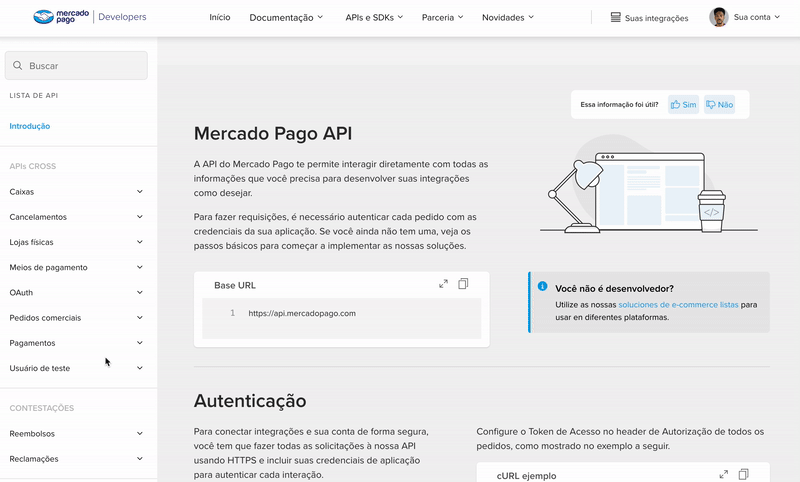 mercado
pago
Developers
Início
Documentação
APIs e SDKs
Parceria
Novidades
Suas integrações
Sua conta
Buscar
LISTA DE API
Introdução
APIs CROSS
Caixas
Cancelamentos
Lojas físicas
Meios de pagamento
OAuth
Pedidos comerciais
Pagamentos
Usuário de teste
CONTESTAÇÕES
Reembolsos
Reclamações
Essa informação foi útil?
Sim
Não
Mercado Pago API
A API do Mercado Pago te permite interagir diretamente com todas as
informações que você precisa para desenvolver suas integrações
como desejar.
Para fazer requisições, é necessário autenticar cada pedido com as
credenciais da sua aplicação. Se você ainda não tem uma, veja os
passos básicos para começar a implementar as nossas soluções.
</>
Base URL
1 https://api.mercadopago.com
Você não é desenvolvedor?
Utilize as nossas soluciones de e-commerce listas para
usar en diferentes plataformas.
Autenticação
Para conectar integrações e sua conta de forma segura,
você tem que fazer todas as solicitações à nossa API
usando HTTPS e incluir suas credenciais de aplicação
para autenticar cada interação.
Configure o Token de Acesso no header de Autorização de todos os
pedidos, como mostrado no exemplo a seguir.
cURL ejemplo